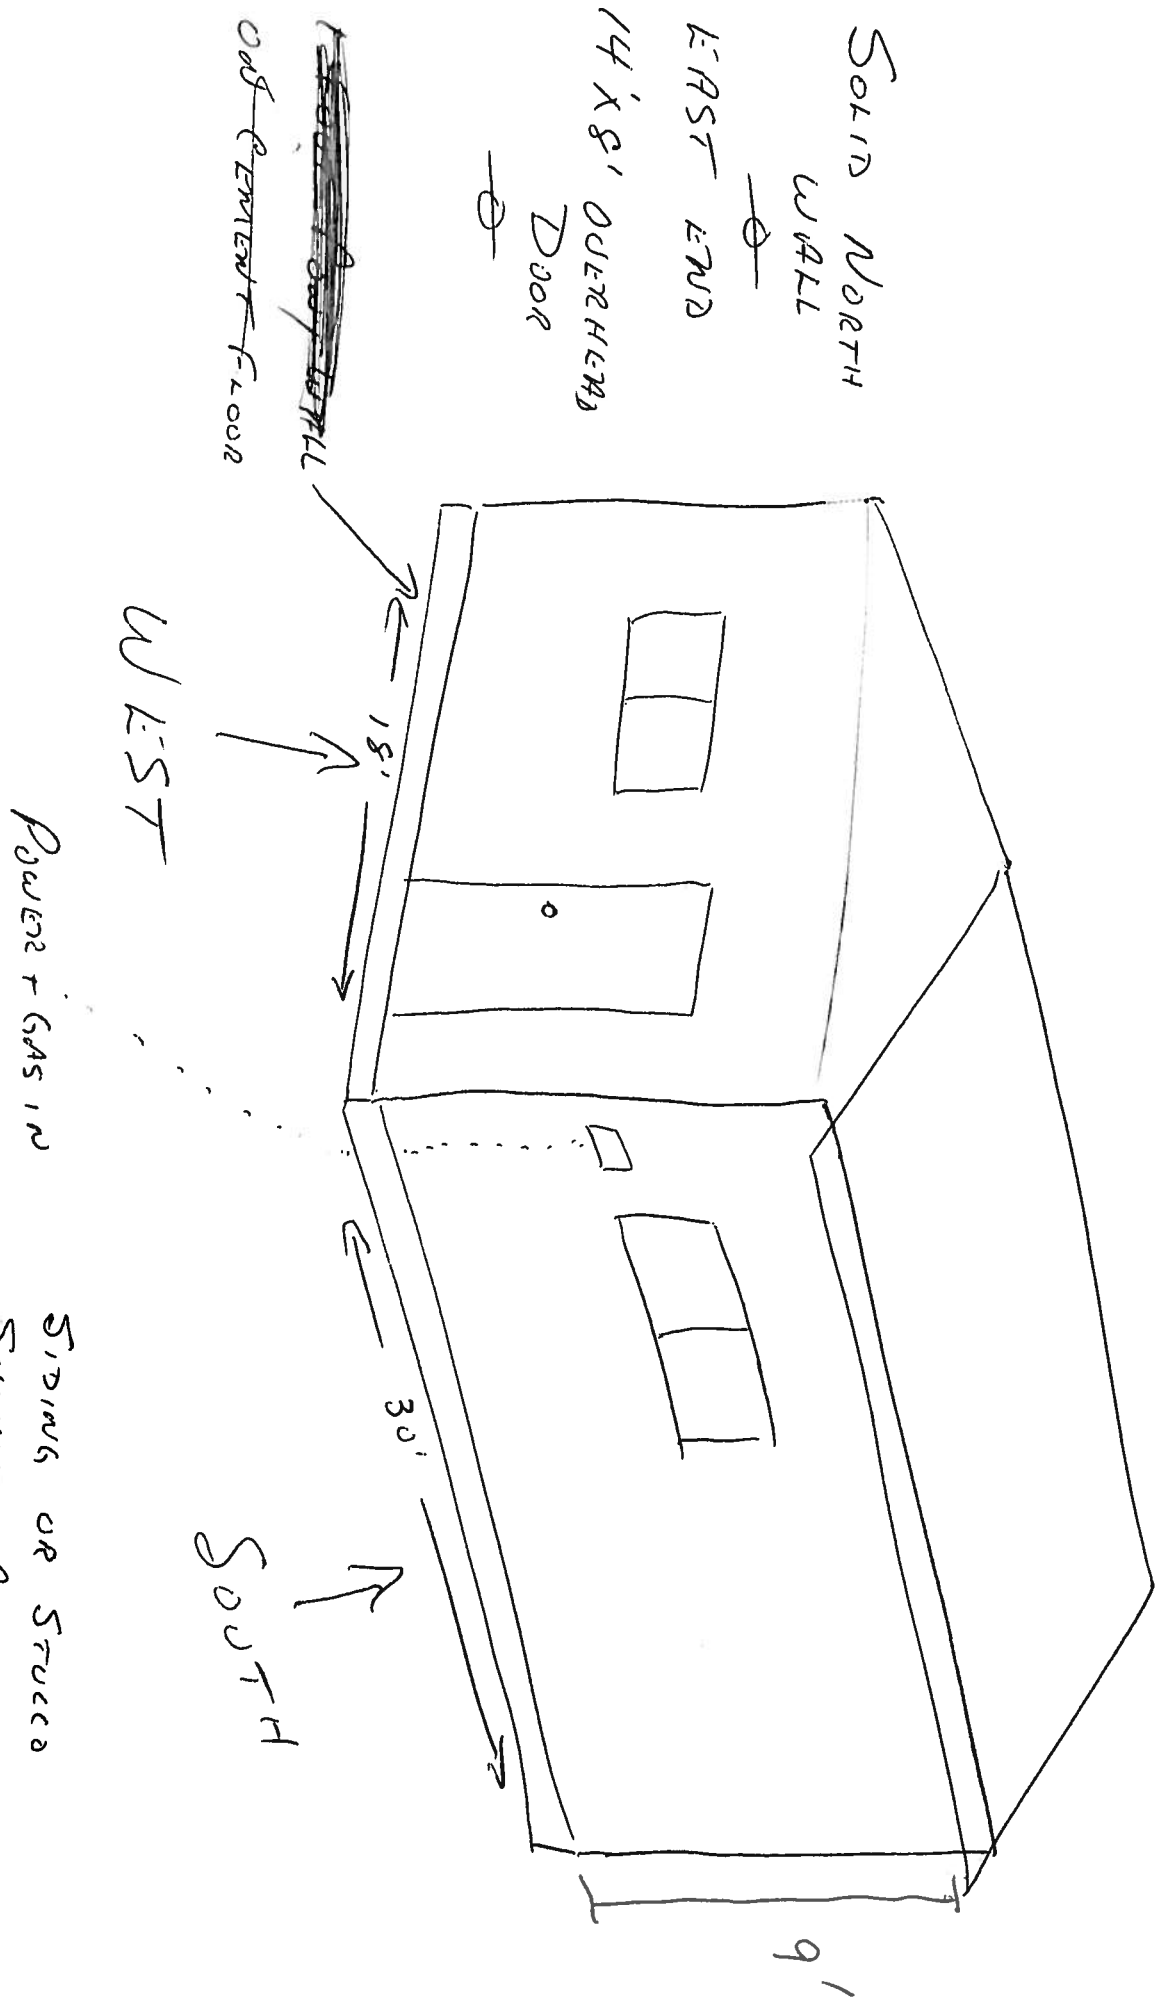 SOLID NORTH
WALL
EAST END
14'X8' OVERHEAD
DOOR
WALL
CEMENT FLOOR
18'
WEST
30'
SOUTH
9'
POWER + GAS IN
SIDING OR STUCCO